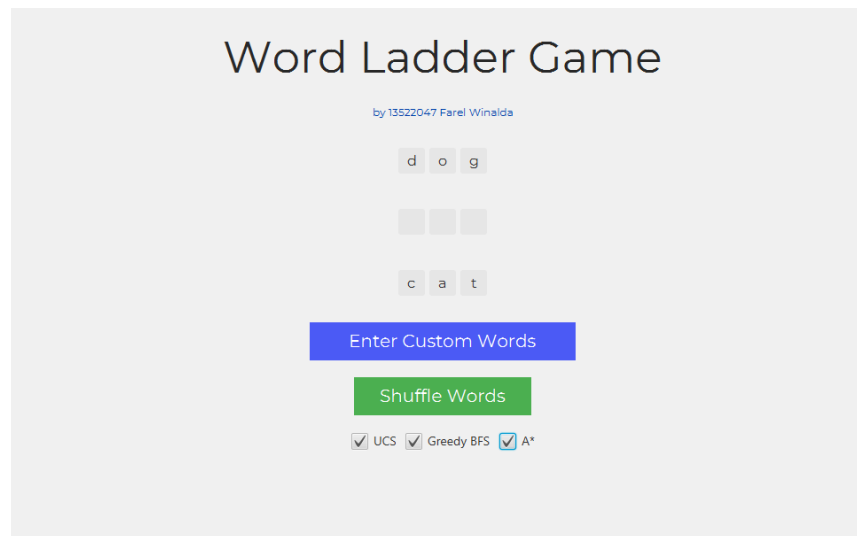 Word Ladder Game
by 13522047 Farel Winalda
d o g
c a t
Enter Custom Words
Shuffle Words
UCS Greedy BFS A*